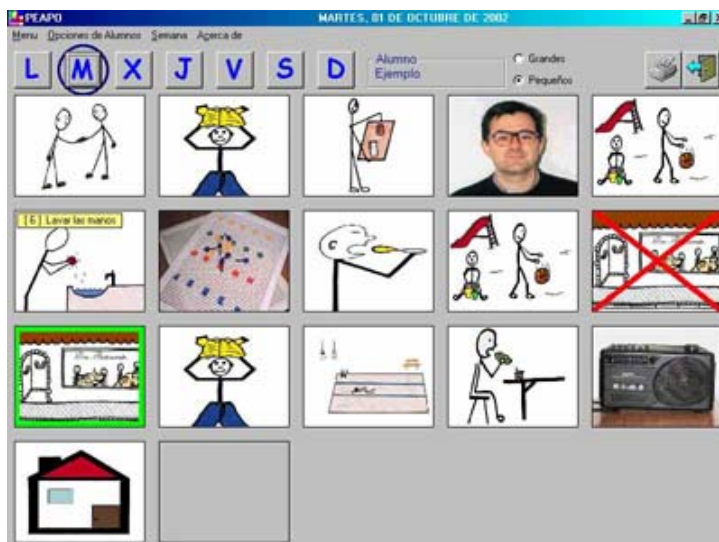 PEAPO MARTES, 01 DE OCTUBRE DE 2002
Menu Opciones de Alumnos Semana Agerca de
L M X J V S D
Alumno
Ejemplo
Grandes
Pequeños
[6] Lavar las manos